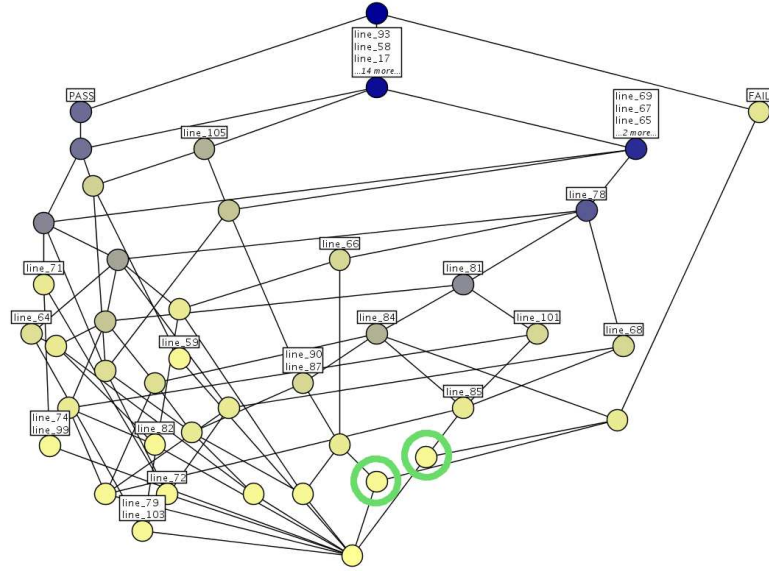 line_93
line_58
line_17
...14 more...
PASS
FAIL
line_69
line_67
line_65
...2 more...
line_105
line_78
line_66
line_71
line_81
line_64
line_84
line_101
line_59
line_68
line_90
line_87
line_85
line_74
line_99
line_82
line_72
line_79
line_103